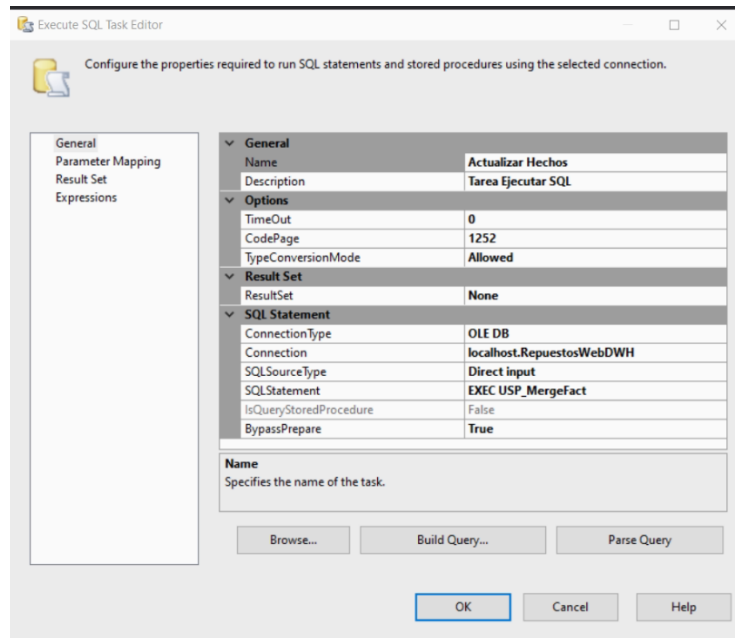 Execute SQL Task Editor
Configure the properties required to run SQL statements and stored procedures using the selected connection.
General
Parameter Mapping
Result Set
Expressions
General
Name Actualizar Hechos
Description Tarea Ejecutar SQL
Options
TimeOut 0
CodePage 1252
TypeConversionMode Allowed
Result Set
ResultSet None
SQL Statement
ConnectionType OLE DB
Connection localhost.RepuestosWebDWH
SQLSourceType Direct input
SQLStatement EXEC USP_MergeFact
IsQueryStoredProcedure False
BypassPrepare True
Name
Specifies the name of the task.
Browse... Build Query... Parse Query
OK Cancel Help